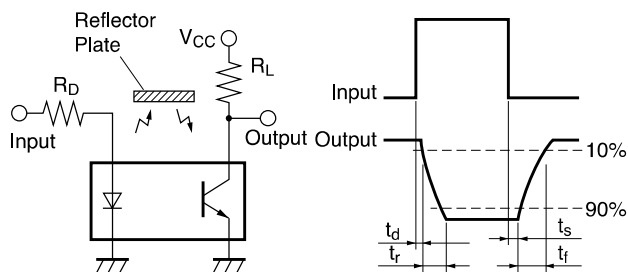 Reflector
Plate
VCC
RD
RL
Input
Output
Input
Output
10%
90%
td
ts
tr
tf